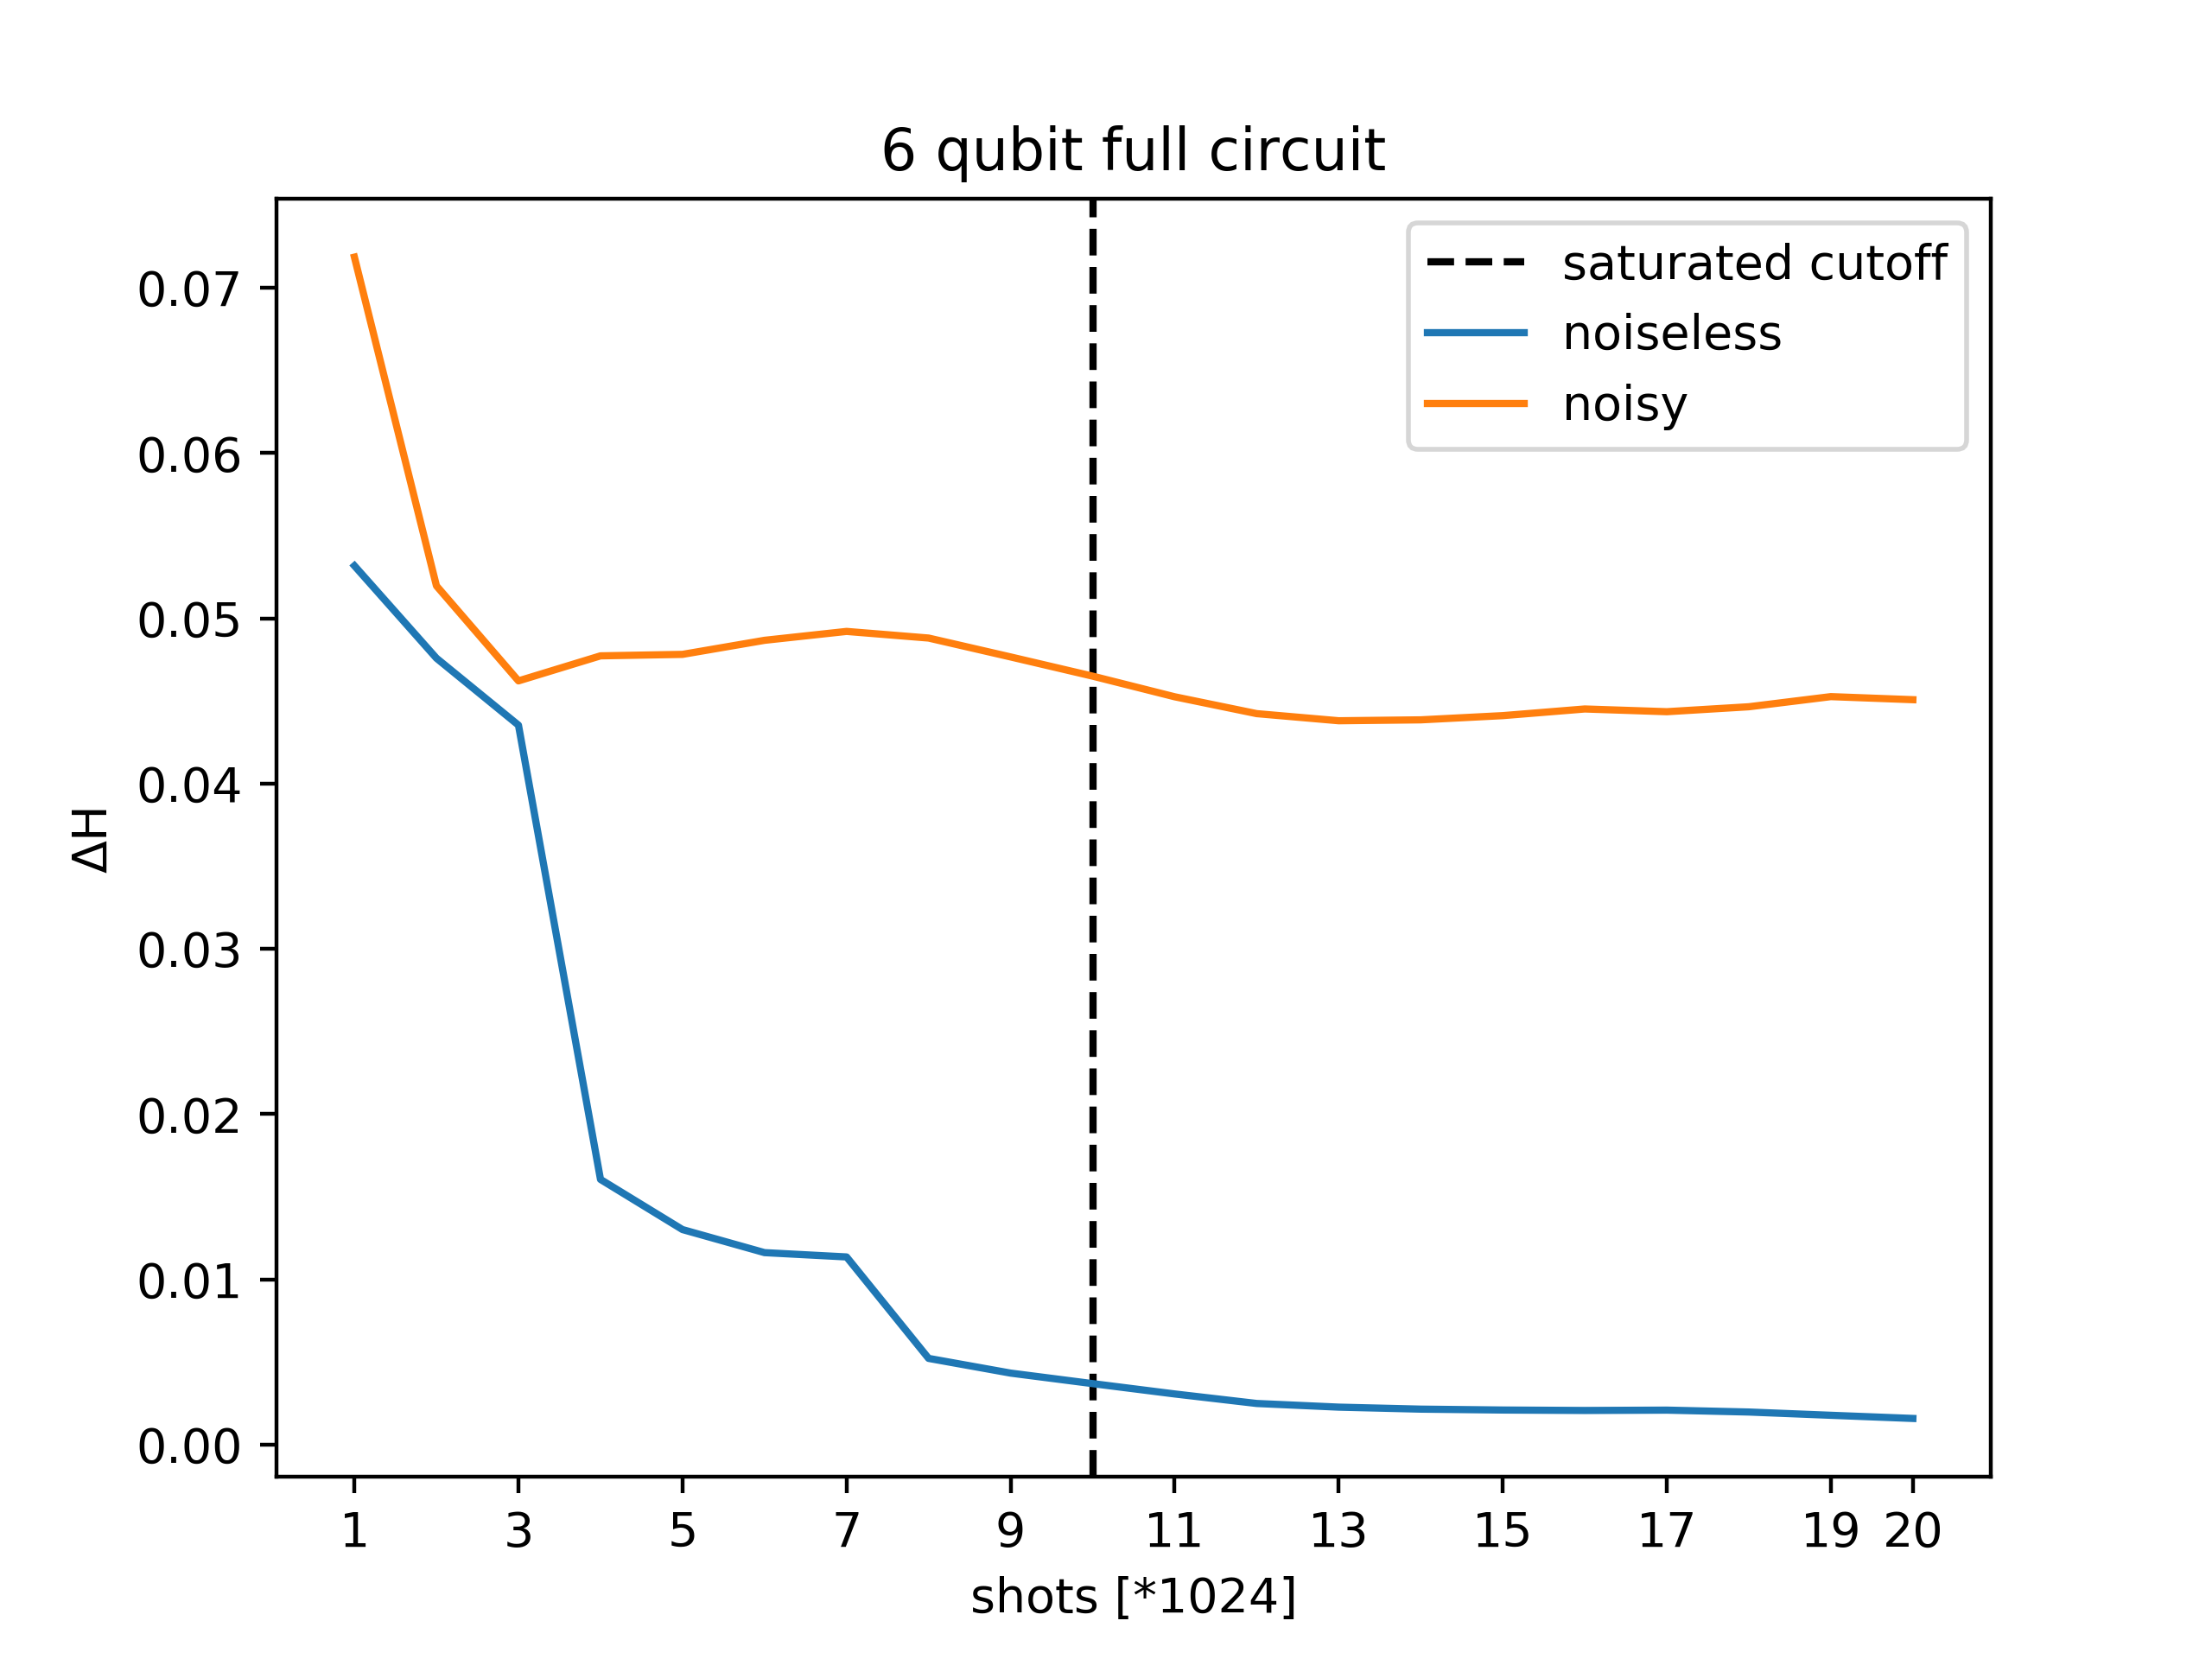 6 qubit full circuit
saturated cutoff
noiseless
noisy
0.07
0.06
0.05
0.04
0.03
0.02
0.01
0.00
ΔH
1 3 5 7 9 11 13 15 17 19 20
shots [*1024]